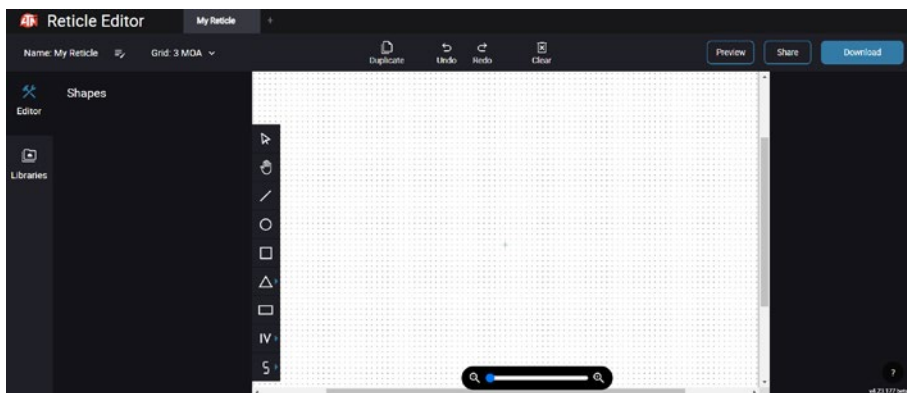 ATN Reticle Editor
My Reticle
+
Name: My Reticle
Grid: 3 MOA
Duplicate
Undo
Redo
Clear
Preview
Share
Download
Editor
Shapes
Libraries
IV
S
?